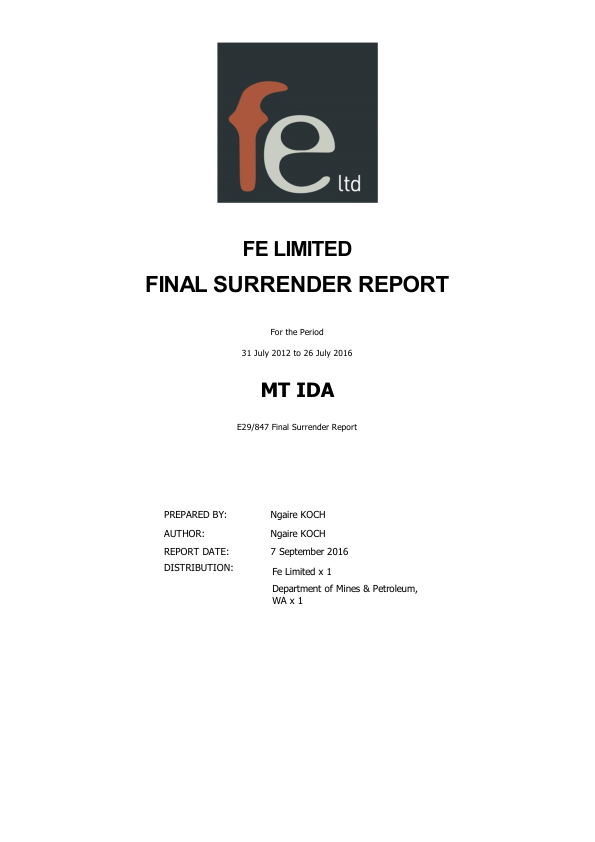 fe ltd
FE LIMITED
FINAL SURRENDER REPORT
For the Period
31 July 2012 to 26 July 2016
MT IDA
E29/847 Final Surrender Report
PREPARED BY: Ngaire KOCH
AUTHOR: Ngaire KOCH
REPORT DATE: 7 September 2016
DISTRIBUTION: Fe Limited x 1
Department of Mines & Petroleum,
WA x 1